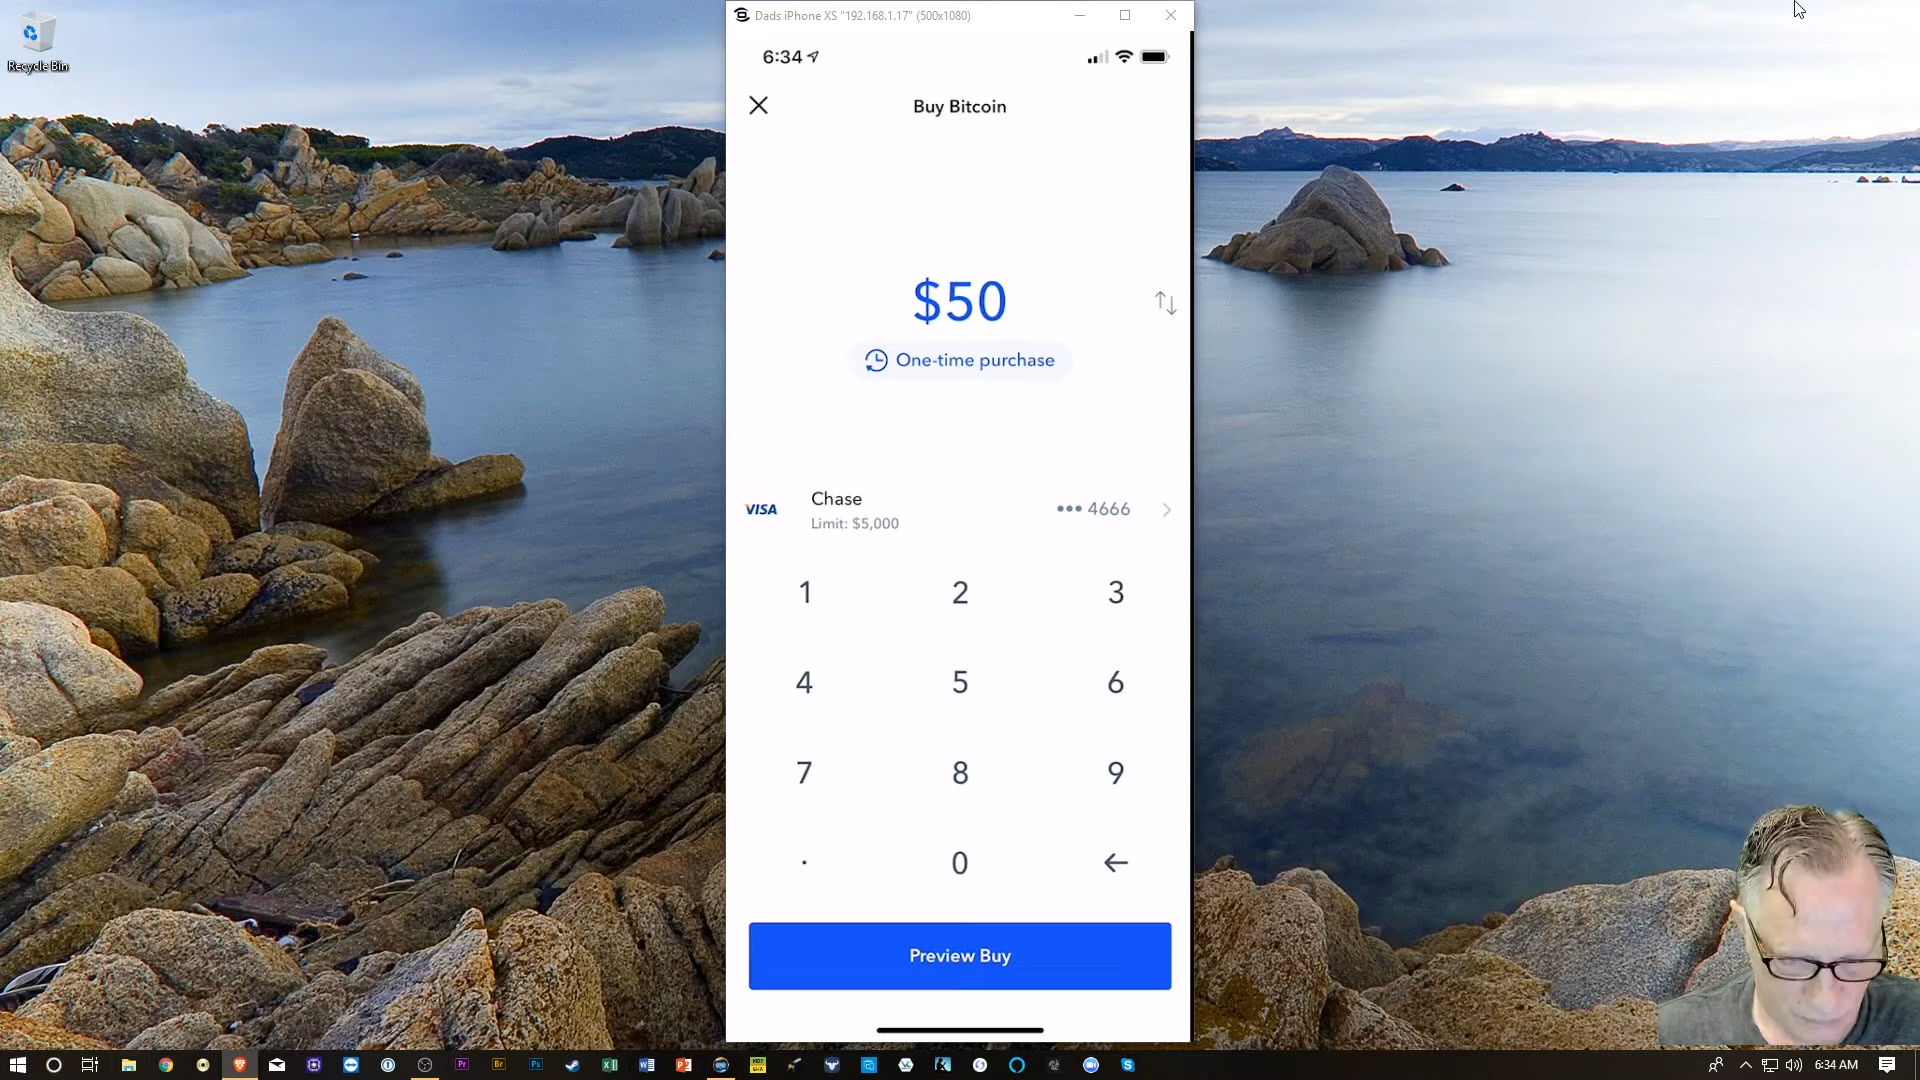 Recycle Bin
Dads iPhone XS "192.168.1.17" (500x1080)
6:34
Buy Bitcoin
$50
One-time purchase
VISA
Chase
••• 4666
Limit: $5,000
1 2 3
4 5 6
7 8 9
. 0
Preview Buy
6:34 AM